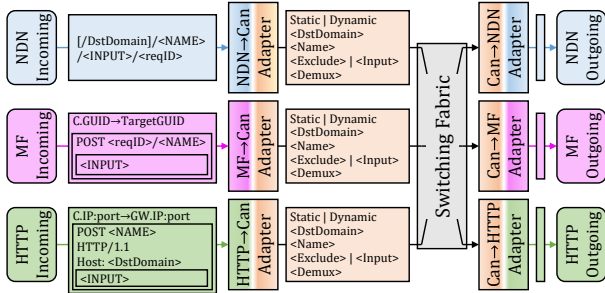 NDN
Incoming
[/DstDomain]/<NAME>
/<INPUT>/<reqID>
NDN→Can
Adapter
Static | Dynamic
<DstDomain>
<Name>
<Exclude> | <Input>
<Demux>
Can→NDN
Adapter
NDN
Outgoing
MF
Incoming
C.GUID→TargetGUID
POST <reqID>/<NAME>
<INPUT>
MF→Can
Adapter
Static | Dynamic
<DstDomain>
<Name>
<Exclude> | <Input>
<Demux>
Switching Fabric
Can→MF
Adapter
MF
Outgoing
HTTP
Incoming
C.IP:port→GW.IP:port
POST <NAME>
HTTP/1.1
Host: <DstDomain>
<INPUT>
HTTP→Can
Adapter
Static | Dynamic
<DstDomain>
<Name>
<Exclude> | <Input>
<Demux>
Can→HTTP
Adapter
HTTP
Outgoing